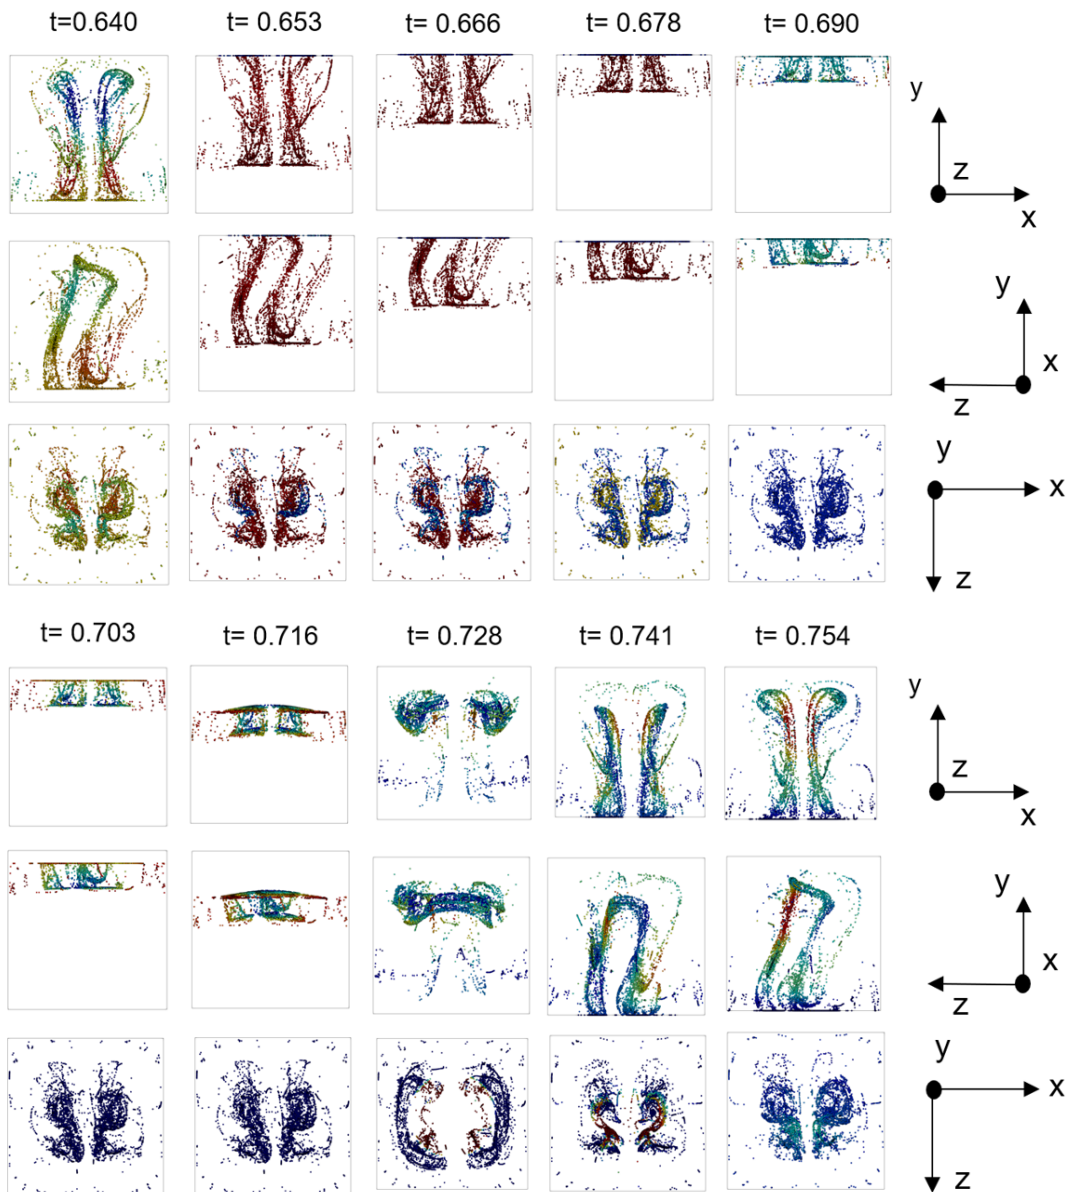 t=0.640 t= 0.653 t= 0.666 t= 0.678 t= 0.690
y
z
x
y
x
z
y
x
z
t= 0.703 t= 0.716 t= 0.728 t= 0.741 t= 0.754
y
z
x
y
x
z
y
x
z